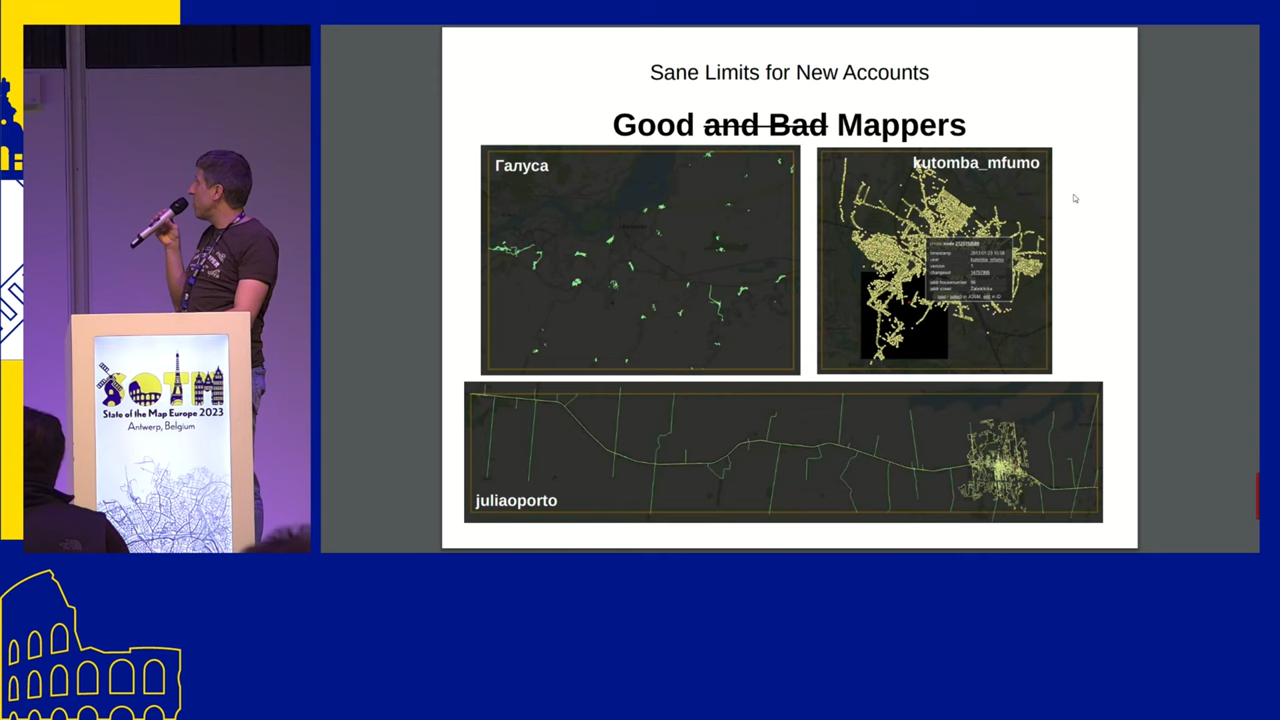 Sane Limits for New Accounts
Good and Bad Mappers
Галуса
kutomba_mfumo
juliaoporto
SOTM
State of the Map Europe 2023
Antwerp, Belgium